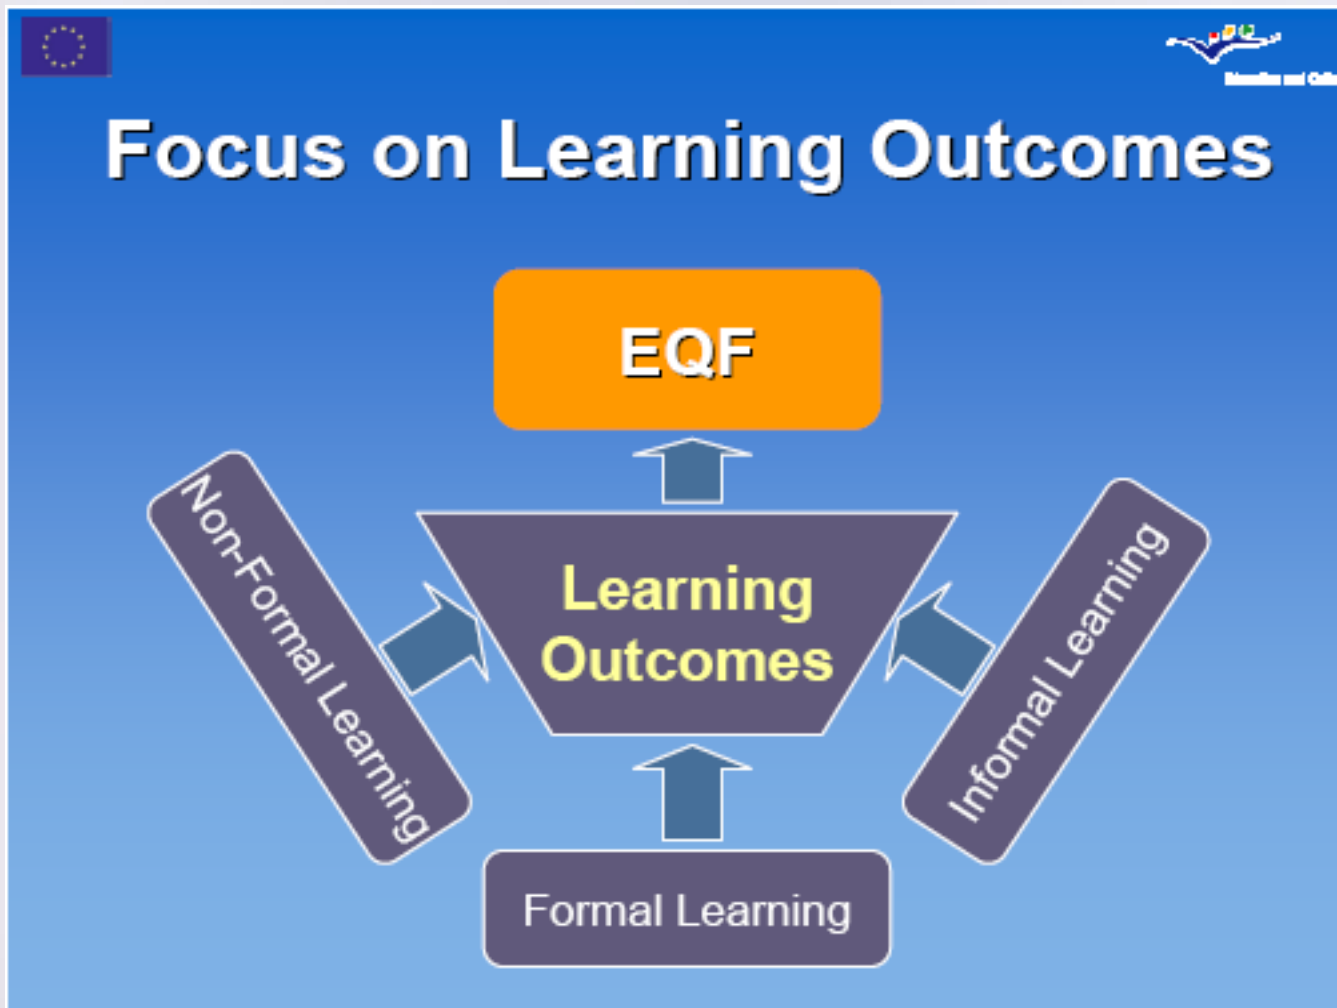 Focus on Learning Outcomes
EQF
Non-Formal Learning
Learning
Outcomes
Informal Learning
Formal Learning